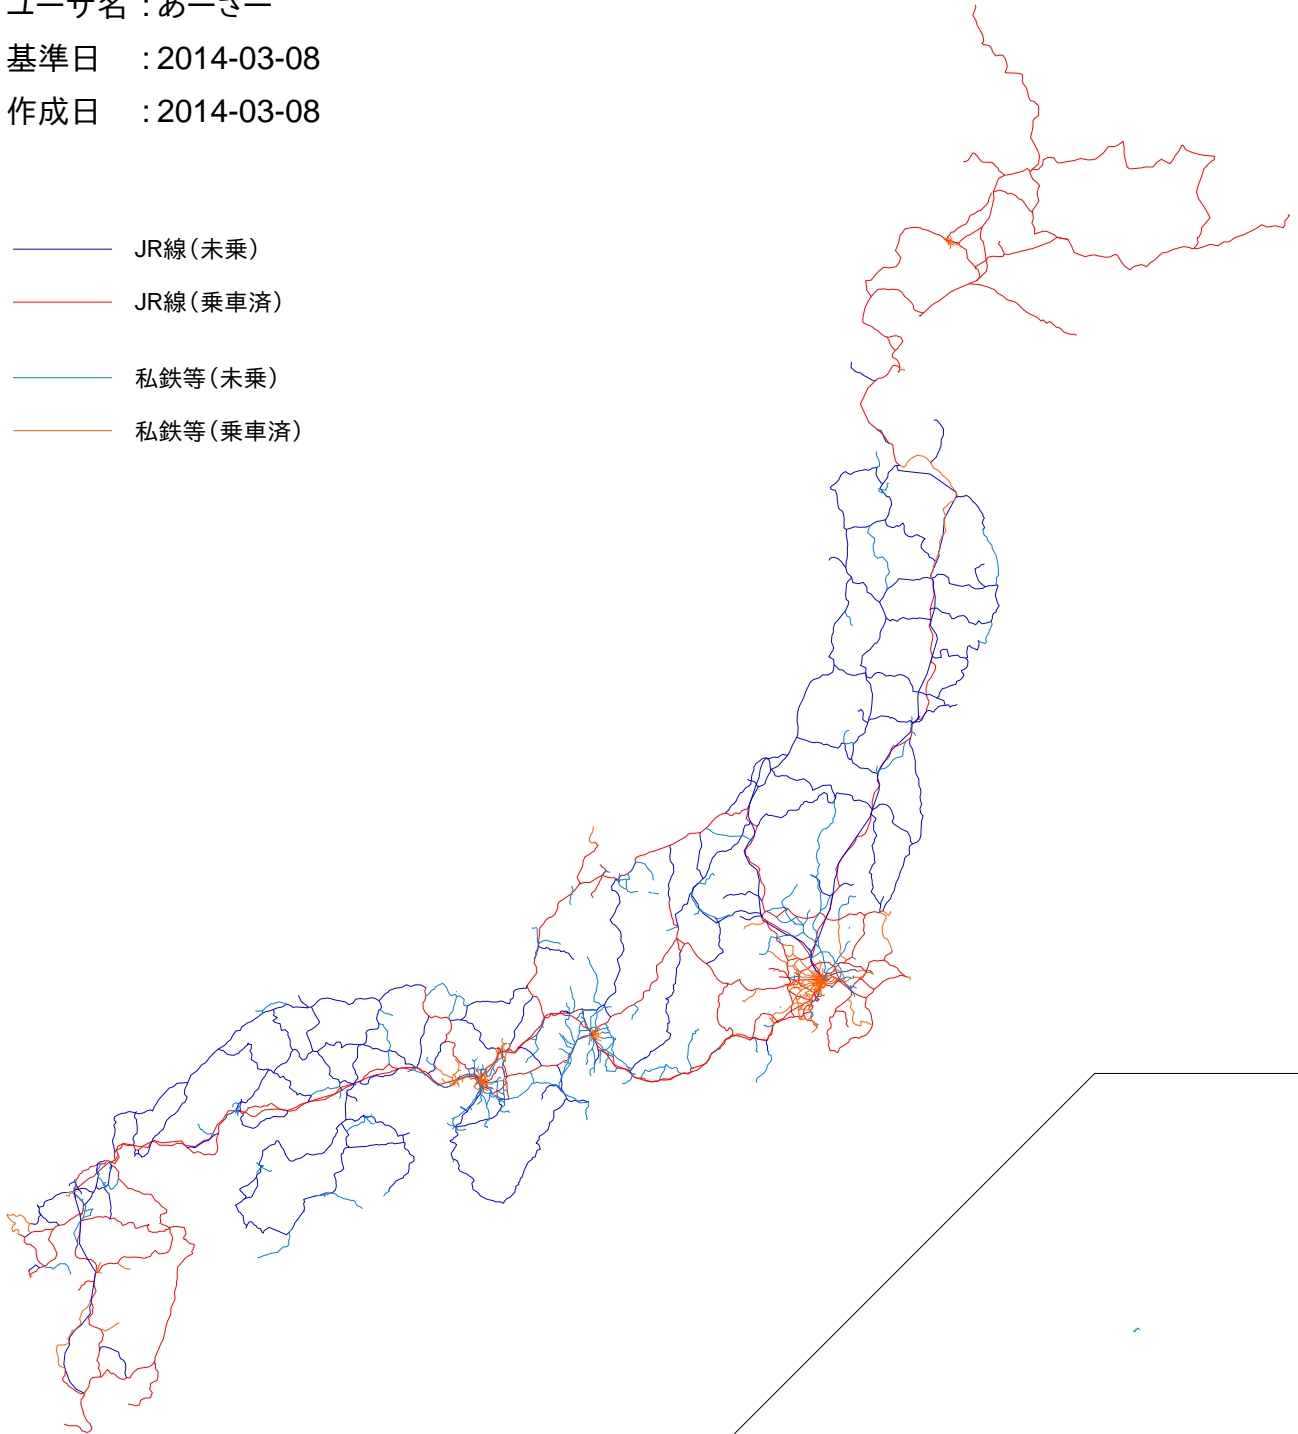 ユーザ名 : あーさー
基準日 : 2014-03-08
作成日 : 2014-03-08
JR線(未乗)
JR線(乗車済)
私鉄等(未乗)
私鉄等(乗車済)